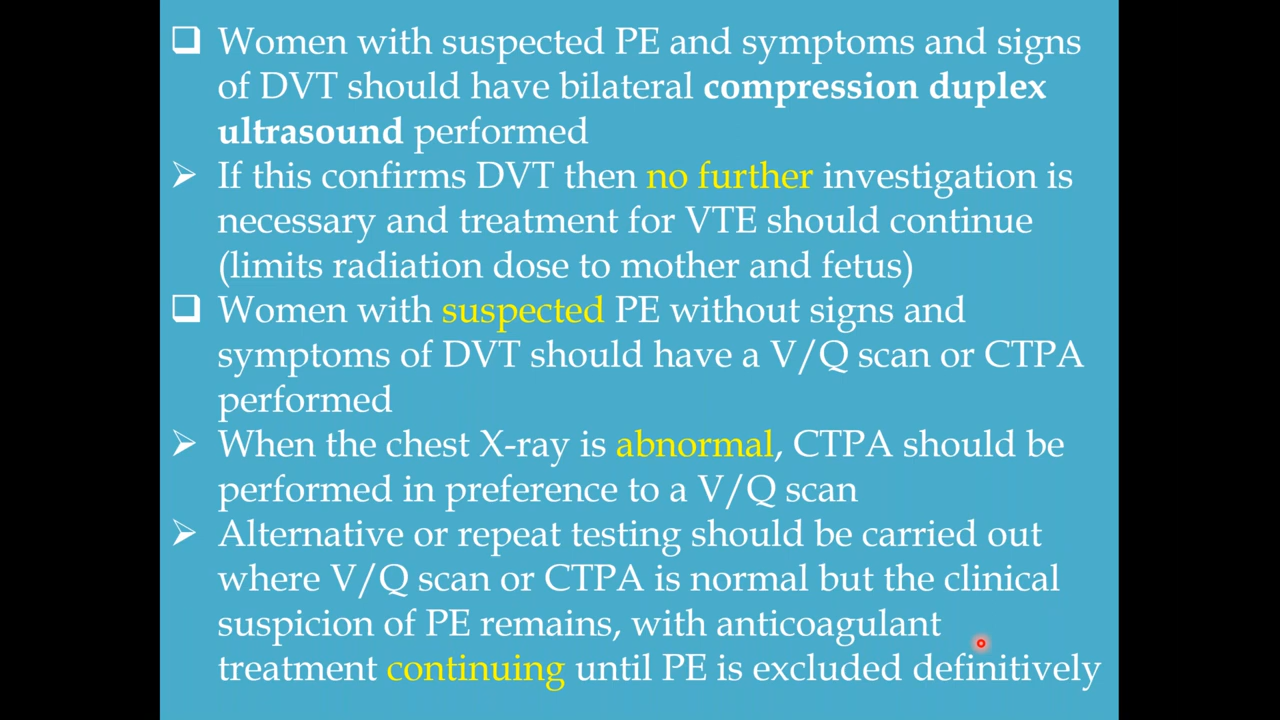 ❑ Women with suspected PE and symptoms and signs
of DVT should have bilateral compression duplex
ultrasound performed
➢ If this confirms DVT then no further investigation is
necessary and treatment for VTE should continue
(limits radiation dose to mother and fetus)
❑ Women with suspected PE without signs and
symptoms of DVT should have a V/Q scan or CTPA
performed
➢ When the chest X-ray is abnormal, CTPA should be
performed in preference to a V/Q scan
➢ Alternative or repeat testing should be carried out
where V/Q scan or CTPA is normal but the clinical
suspicion of PE remains, with anticoagulant
treatment continuing until PE is excluded definitively